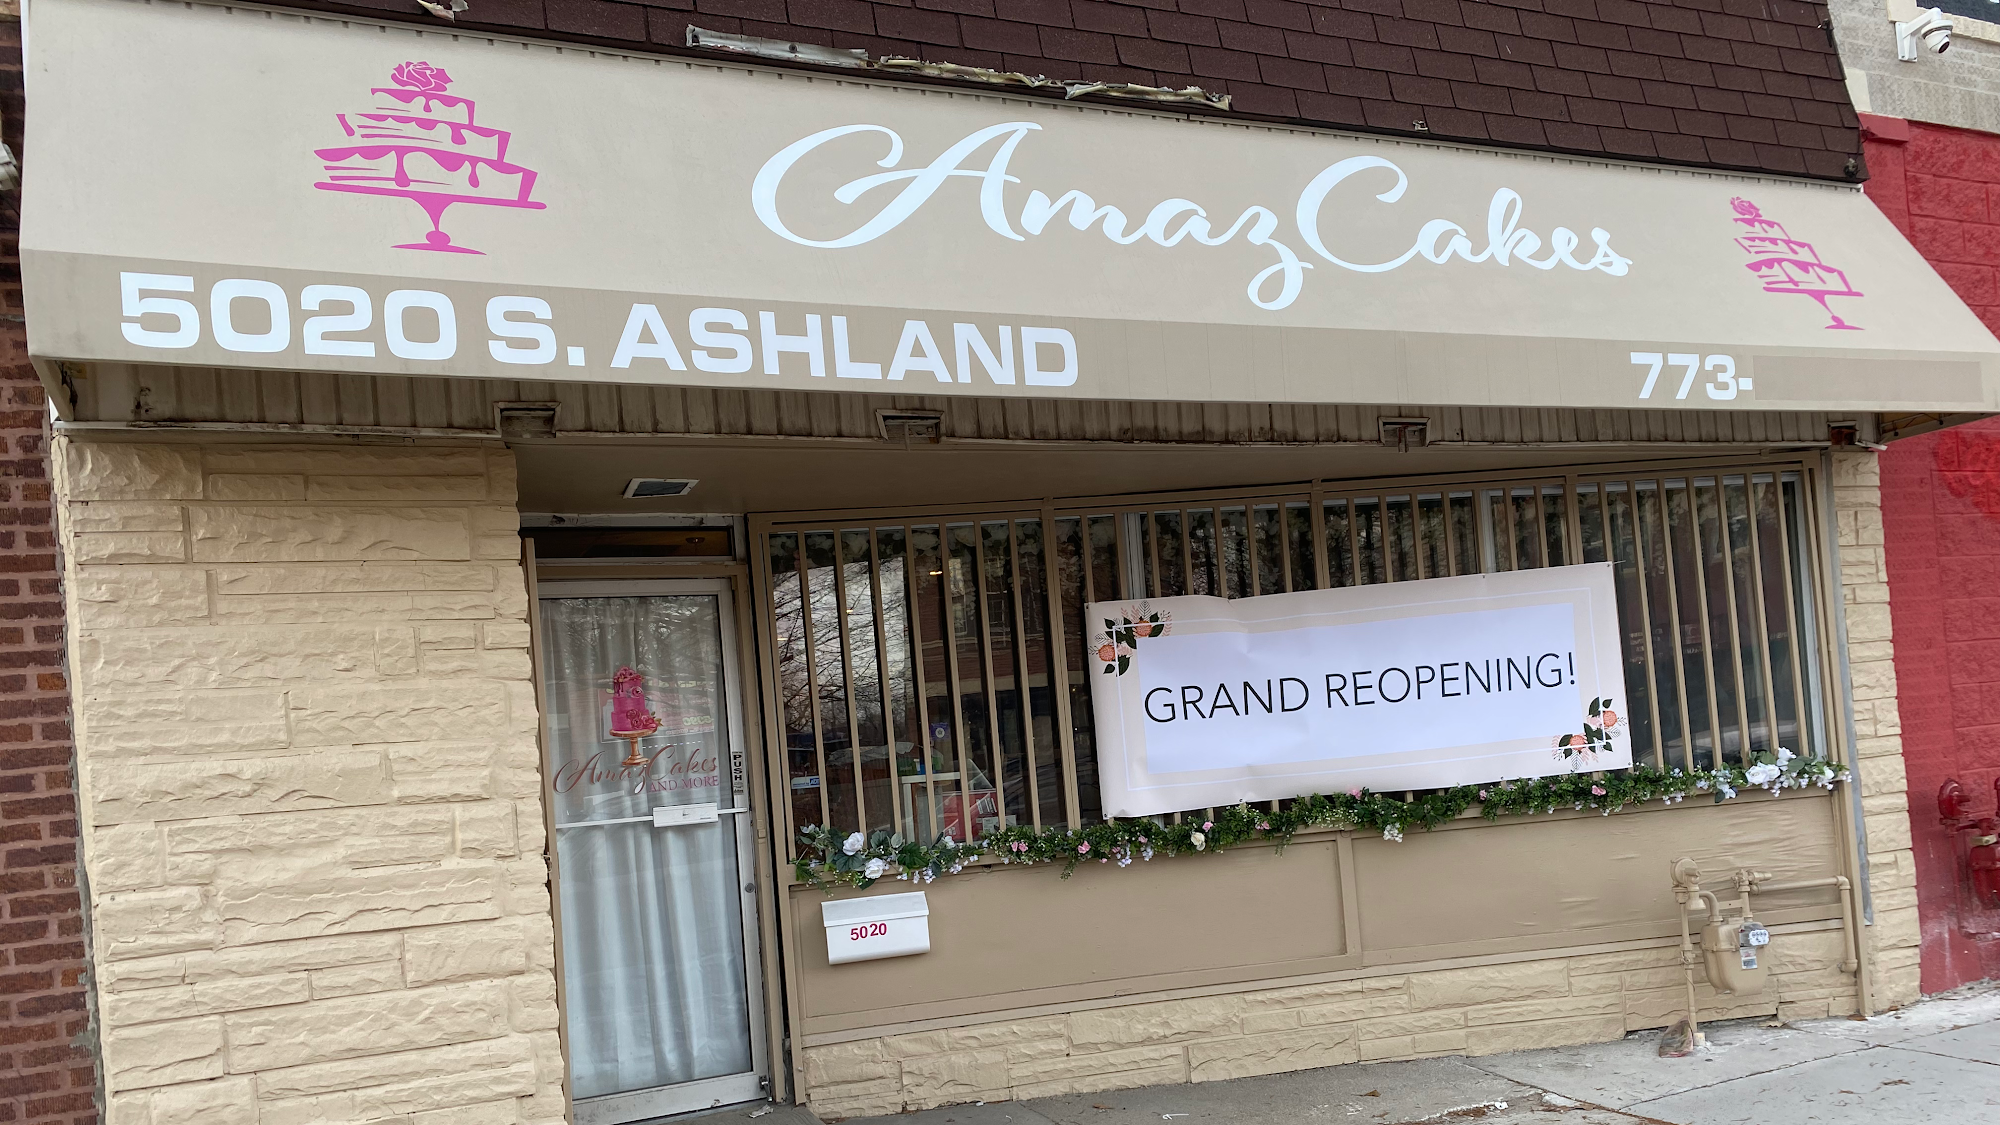 AmazCakes
5020 S. ASHLAND
773-
GRAND REOPENING!
AmazCakes
AND MORE
PUSH
5020